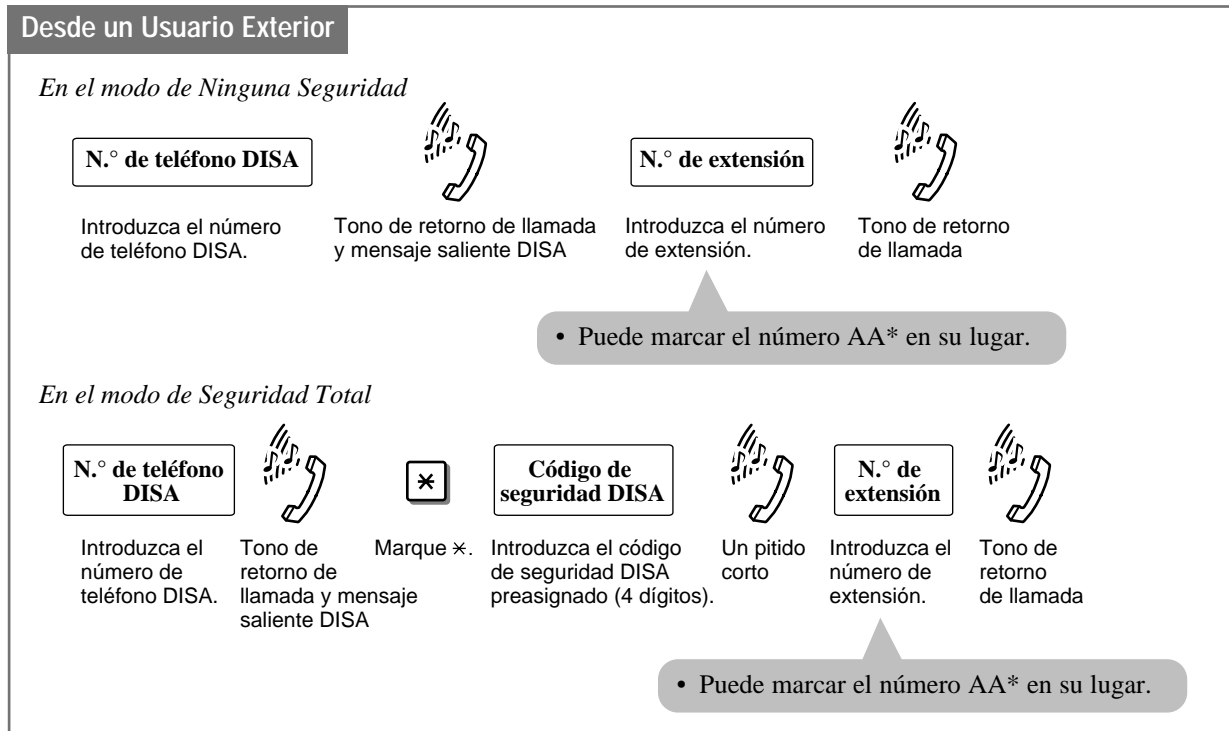 Desde un Usuario Exterior
En el modo de Ninguna Seguridad
N.° de teléfono DISA
Introduzca el número
de teléfono DISA.
Tono de retorno de llamada
y mensaje saliente DISA
N.° de extensión
Introduzca el número
de extensión.
Tono de retorno
de llamada
• Puede marcar el número AA* en su lugar.
En el modo de Seguridad Total
N.° de teléfono
DISA
Introduzca el
número de
teléfono DISA.
Tono de
retorno de
llamada y mensaje
saliente DISA
*
Marque *.
Código de
seguridad DISA
Introduzca el código
de seguridad DISA
preasignado (4 dígitos).
Un pitido
corto
N.° de
extensión
Introduzca el
número de
extensión.
Tono de
retorno
de llamada
• Puede marcar el número AA* en su lugar.